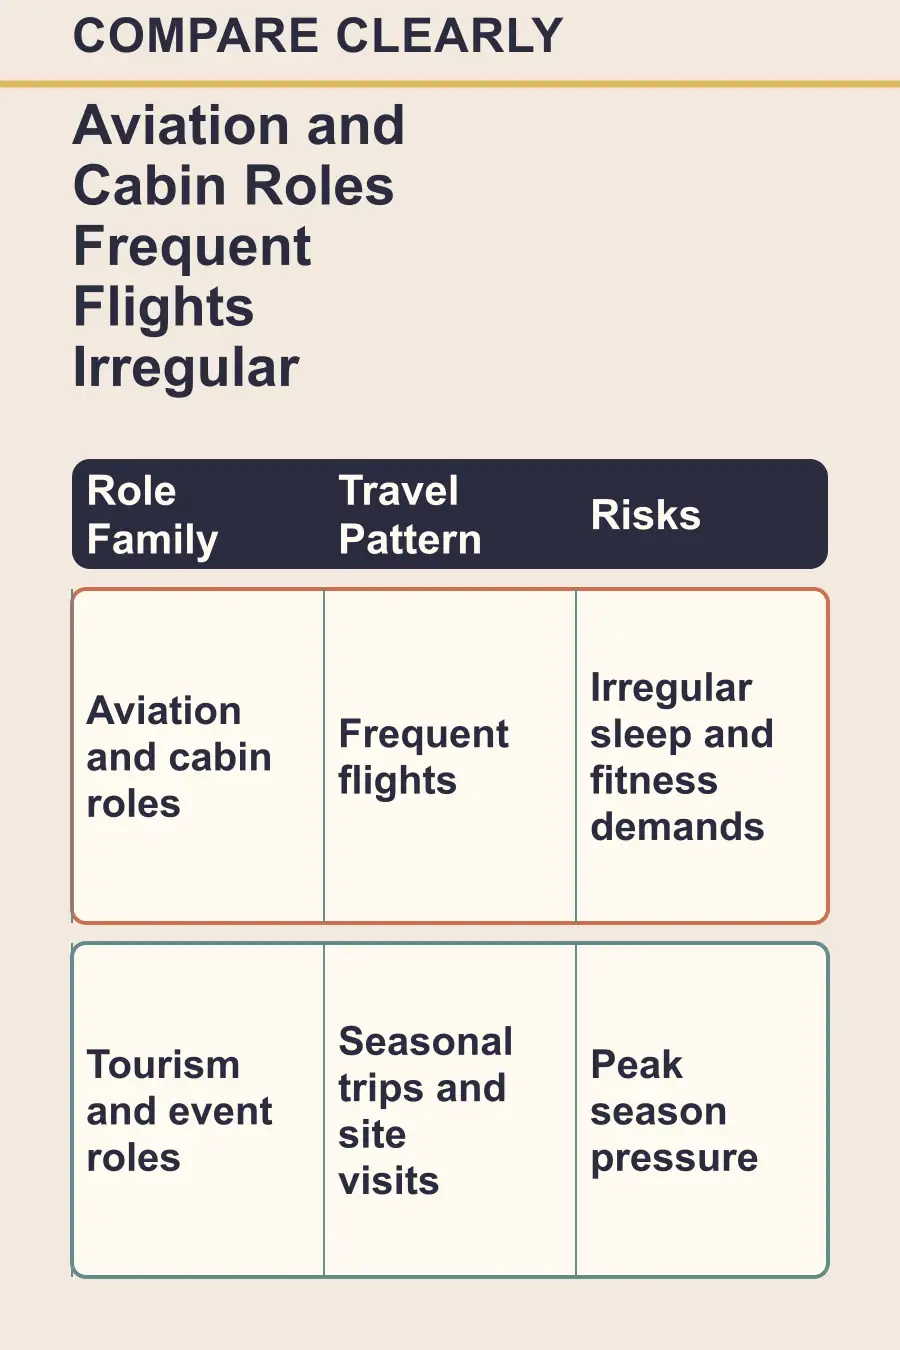 COMPARE CLEARLY
Aviation and
Cabin Roles
Frequent
Flights
Irregular
Role
Family
Travel
Pattern
Risks
Aviation
and cabin
roles
Frequent
flights
Irregular
sleep and
fitness
demands
Tourism
and event
roles
Seasonal
trips and
site
visits
Peak
season
pressure